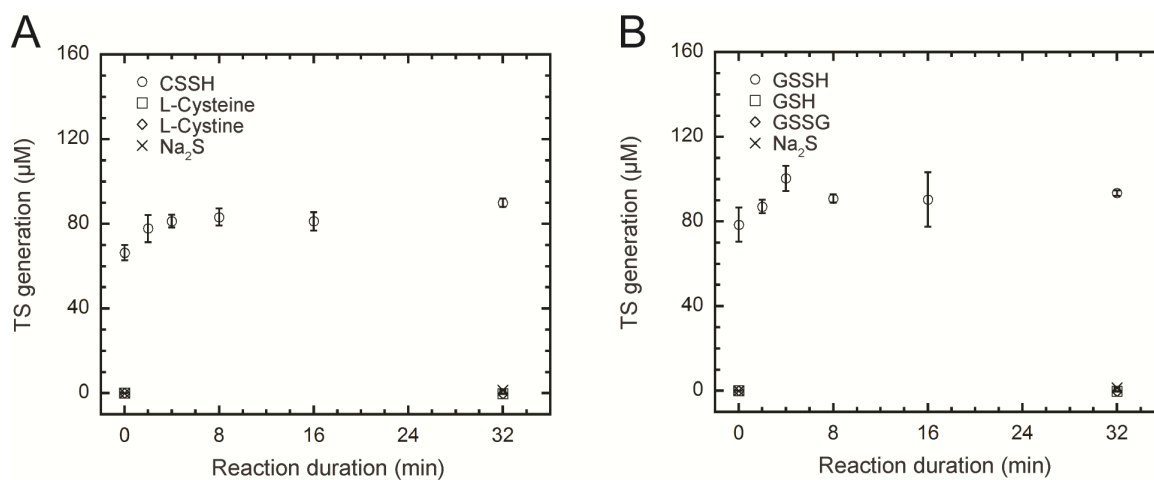 A
160
120
80
40
0
TS generation (µM)
CSSH
L-Cysteine
L-Cystine
Na₂S
0 8 16 24 32
Reaction duration (min)
B
160
120
80
40
0
TS generation (µM)
GSSH
GSH
GSSG
Na₂S
0 8 16 24 32
Reaction duration (min)